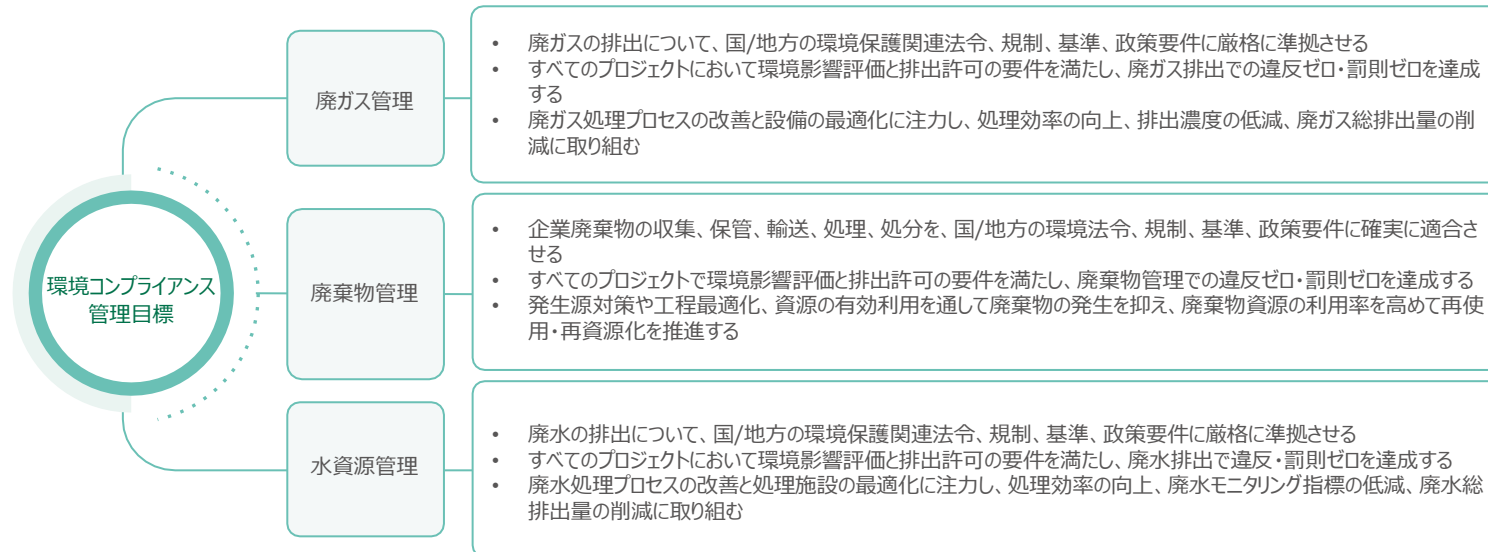 環境コンプライアンス
管理目標
廃ガス管理
• 廃ガスの排出について、国/地方の環境保護関連法令、規制、基準、政策要件に厳格に準拠させる
• すべてのプロジェクトにおいて環境影響評価と排出許可の要件を満たし、廃ガス排出での違反ゼロ・罰則ゼロを達成
する
• 廃ガス処理プロセスの改善と設備の最適化に注力し、処理効率の向上、排出濃度の低減、廃ガス総排出量の削
減に取り組む
廃棄物管理
• 企業廃棄物の収集、保管、輸送、処理、処分を、国/地方の環境法令、規制、基準、政策要件に確実に適合さ
せる
• すべてのプロジェクトで環境影響評価と排出許可の要件を満たし、廃棄物管理での違反ゼロ・罰則ゼロを達成する
• 発生源対策や工程最適化、資源の有効利用を通して廃棄物の発生を抑え、廃棄物資源の利用率を高めて再使
用・再資源化を推進する
水資源管理
• 廃水の排出について、国/地方の環境保護関連法令、規制、基準、政策要件に厳格に準拠させる
• すべてのプロジェクトにおいて環境影響評価と排出許可の要件を満たし、廃水排出で違反・罰則ゼロを達成する
• 廃水処理プロセスの改善と処理施設の最適化に注力し、処理効率の向上、廃水モニタリング指標の低減、廃水総
排出量の削減に取り組む